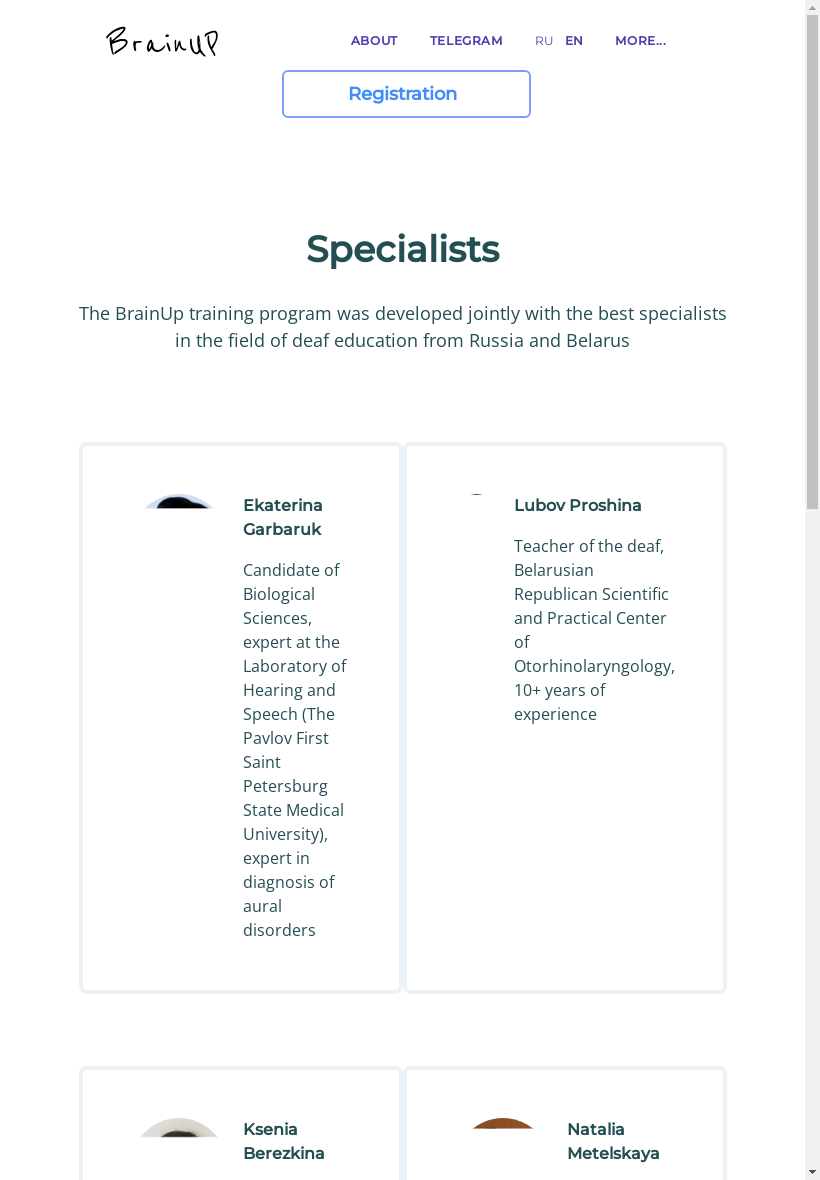 BrainUP
ABOUT TELEGRAM RU EN MORE...
Registration
Specialists
The BrainUp training program was developed jointly with the best specialists
in the field of deaf education from Russia and Belarus
Ekaterina
Garbaruk
Candidate of
Biological
Sciences,
expert at the
Laboratory of
Hearing and
Speech (The
Pavlov First
Saint
Petersburg
State Medical
University),
expert in
diagnosis of
aural
disorders
Lubov Proshina
Teacher of the deaf,
Belarusian
Republican Scientific
and Practical Center
of
Otorhinolaryngology,
10+ years of
experience
Ksenia
Berezkina
Natalia
Metelskaya